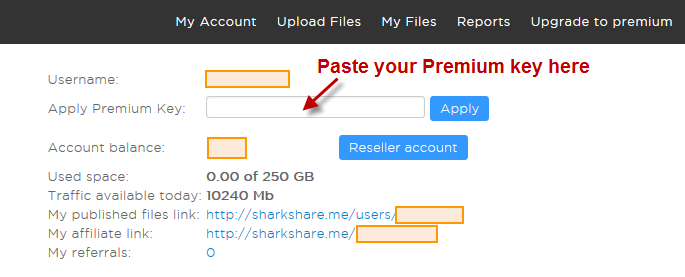 My Account Upload Files My Files Reports Upgrade to premium
Paste your Premium key here
Username:
Apply Premium Key: Apply
Account balance: Reseller account
Used space: 0.00 of 250 GB
Traffic available today: 10240 Mb
My published files link: http://sharkshare.me/users/
My affiliate link: http://sharkshare.me/
My referrals: 0